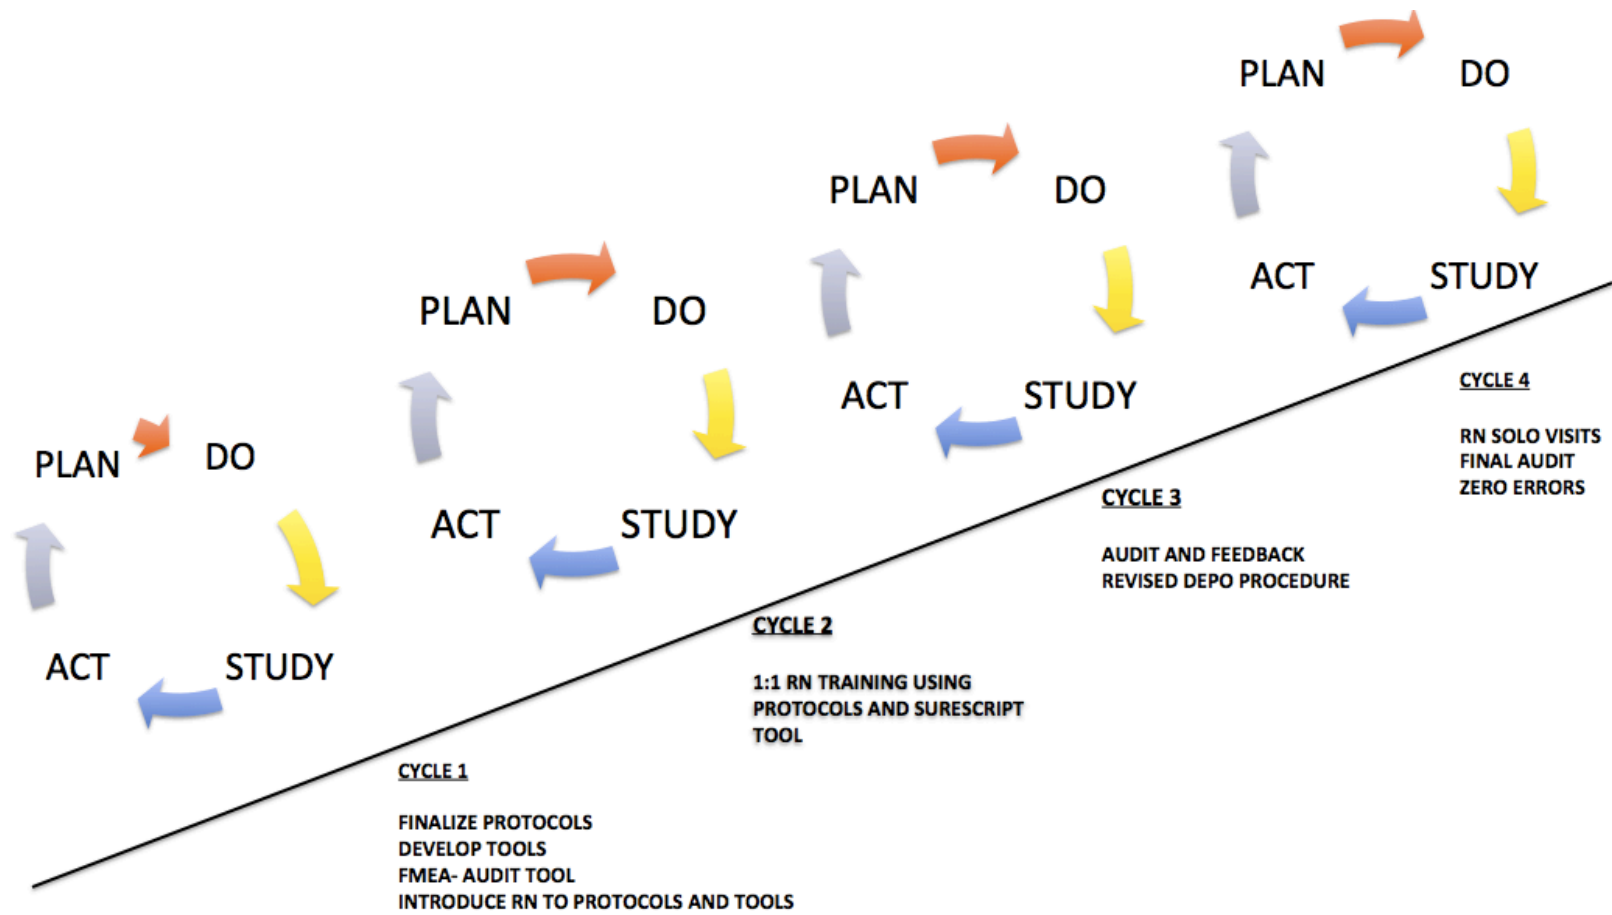 PLAN
DO
STUDY
ACT
CYCLE 1
FINALIZE PROTOCOLS
DEVELOP TOOLS
FMEA- AUDIT TOOL
INTRODUCE RN TO PROTOCOLS AND TOOLS
PLAN
DO
STUDY
ACT
CYCLE 2
1:1 RN TRAINING USING
PROTOCOLS AND SURESCRIPT
TOOL
PLAN
DO
STUDY
ACT
CYCLE 3
AUDIT AND FEEDBACK
REVISED DEPO PROCEDURE
PLAN
DO
STUDY
ACT
CYCLE 4
RN SOLO VISITS
FINAL AUDIT
ZERO ERRORS